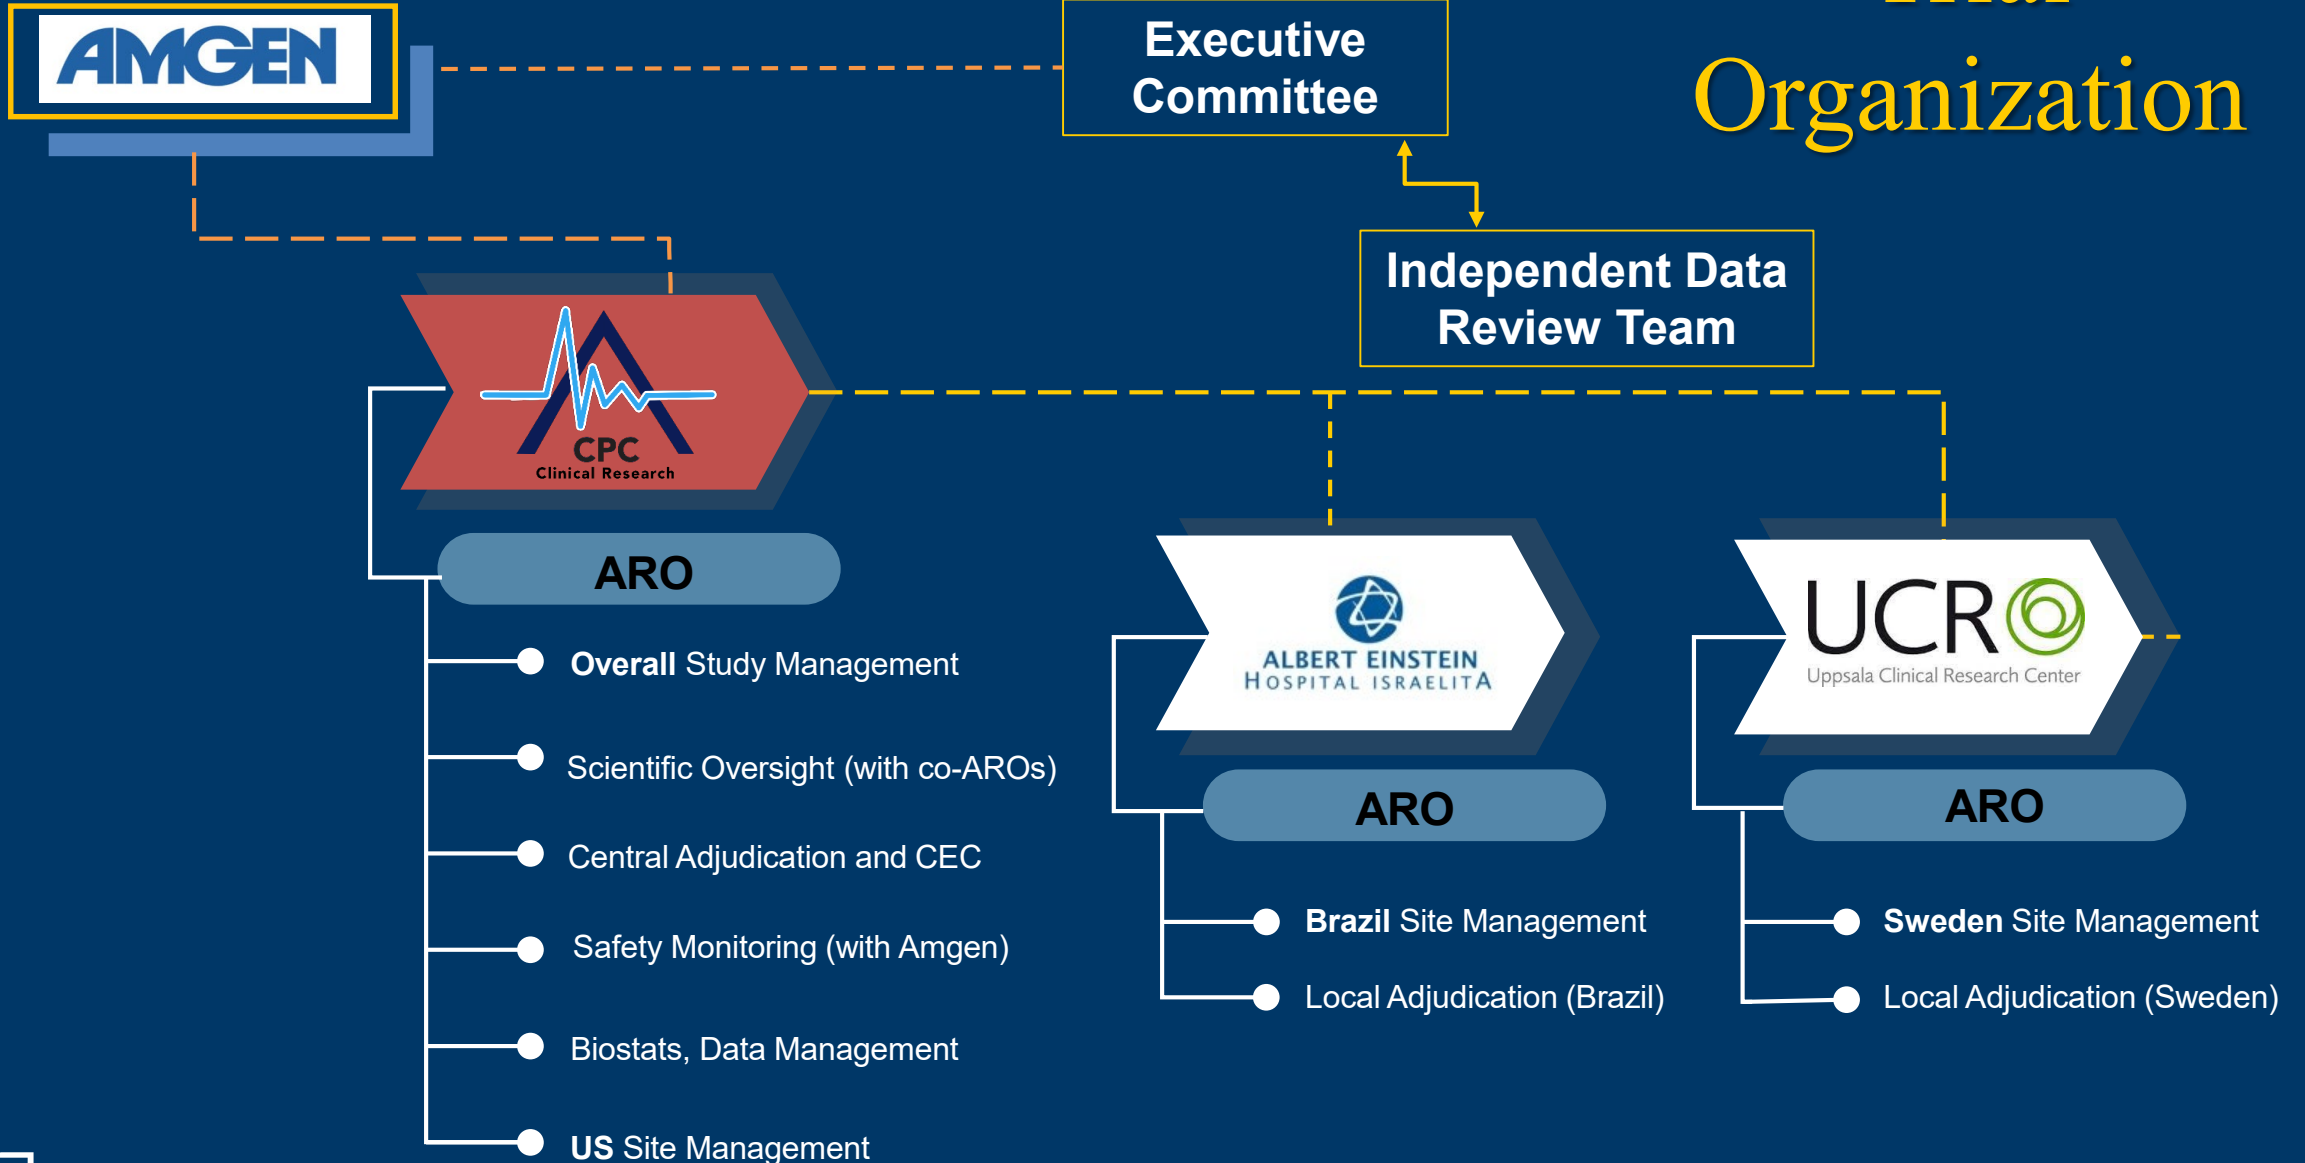 AMGEN
Executive
Committee
Trial
Organization
Independent Data
Review Team
CPC
Clinical Research
ARO
Overall Study Management
Scientific Oversight (with co-AROs)
Central Adjudication and CEC
Safety Monitoring (with Amgen)
Biostats, Data Management
US Site Management
ALBERT EINSTEIN
HOSPITAL ISRAELITA
ARO
Brazil Site Management
Local Adjudication (Brazil)
UCR
Uppsala Clinical Research Center
ARO
Sweden Site Management
Local Adjudication (Sweden)